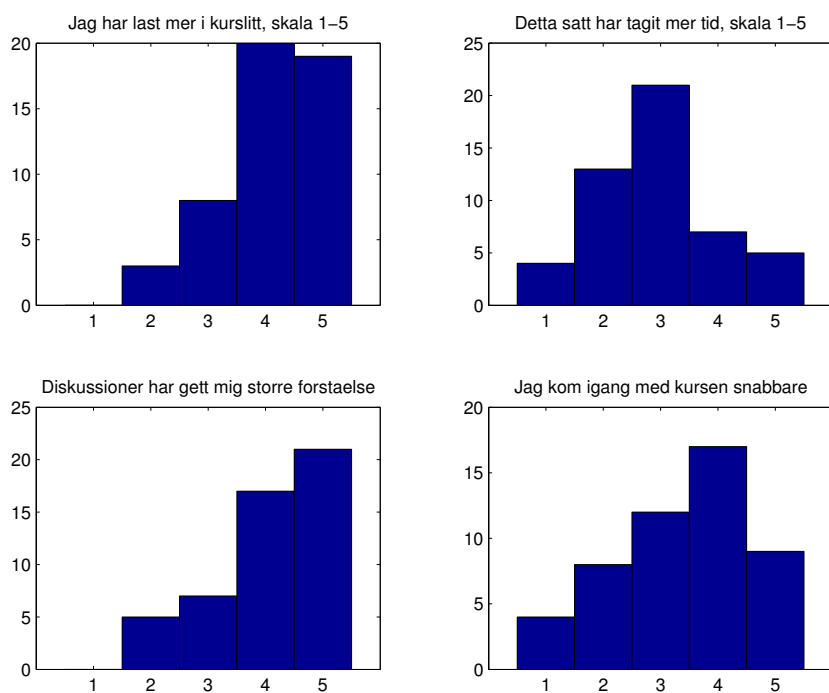 Jag har last mer i kurslitt, skala 1−5
20
15
10
5
0
1 2 3 4 5
Detta satt har tagit mer tid, skala 1−5
25
20
15
10
5
0
1 2 3 4 5
Diskussioner har gett mig storre forstaelse
25
20
15
10
5
0
1 2 3 4 5
Jag kom igang med kursen snabbare
20
15
10
5
0
1 2 3 4 5